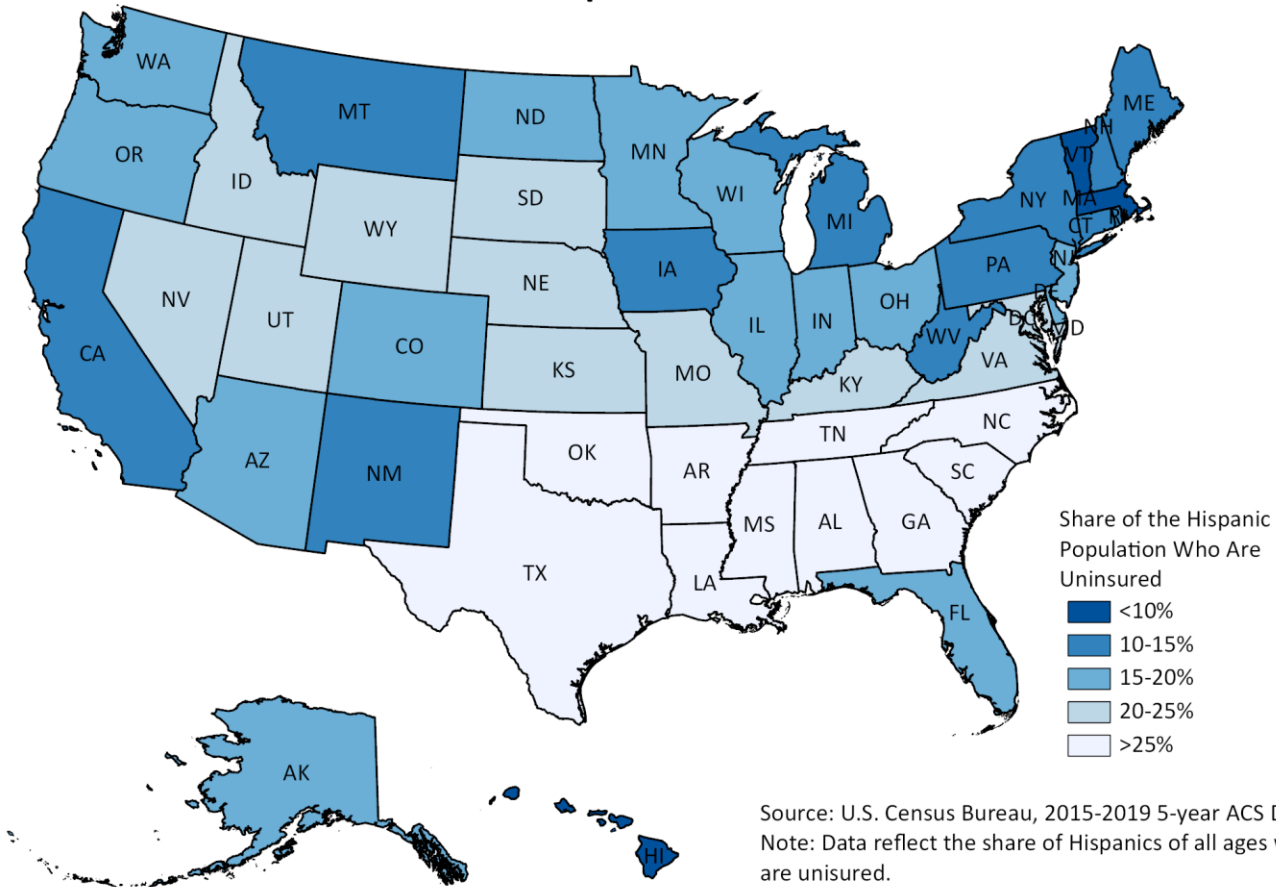 WA
MT
ND
MN
ME
NH
VT
OR
ID
SD
WI
NY
MA
MI
CT
WY
IA
PA
NJ
NE
NV
UT
OH
DE
IL
IN
DC
MD
CA
CO
WV
VA
KS
MO
KY
TN
NC
AZ
NM
OK
AR
SC
MS
AL
GA
TX
LA
FL
Share of the Hispanic
Population Who Are
Uninsured
<10%
10-15%
15-20%
20-25%
>25%
AK
HI
Source: U.S. Census Bureau, 2015-2019 5-year ACS
Note: Data reflect the share of Hispanics of all ages
are unisured.